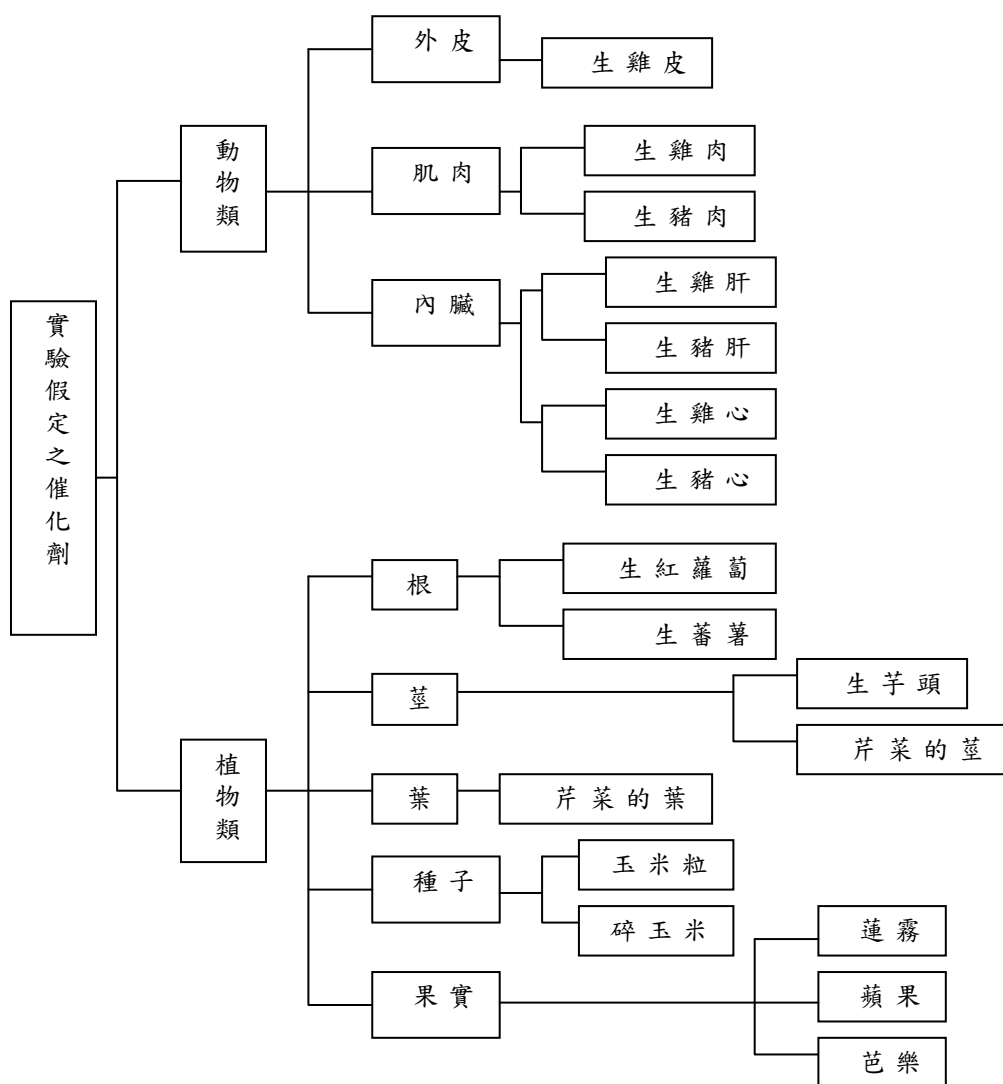 實驗假定之催化劑
動物類
外皮
生雞皮
肌肉
生雞肉
生豬肉
內臟
生雞肝
生豬肝
生雞心
生豬心
植物類
根
生紅蘿蔔
生蕃薯
莖
生芋頭
芹菜的莖
葉
芹菜的葉
種子
玉米粒
碎玉米
果實
蓮霧
蘋果
芭樂